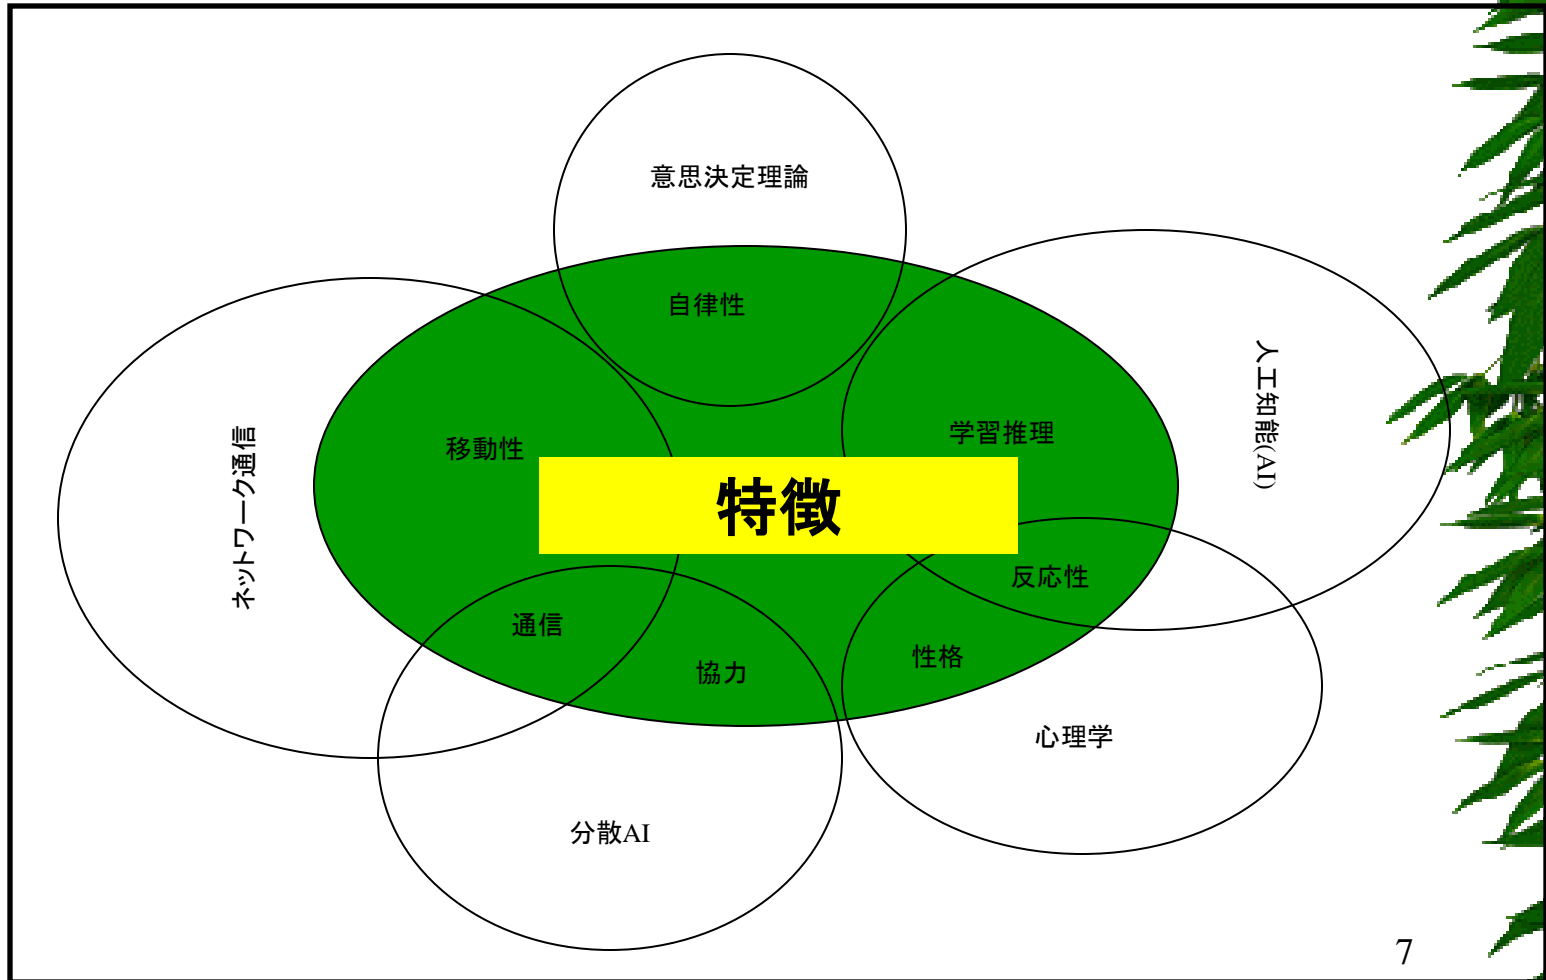 意思決定理論
自律性
人工知能(AI)
学習推理
移動性
ネットワーク通信
特徴
反応性
通信
性格
協力
心理学
分散AI
7